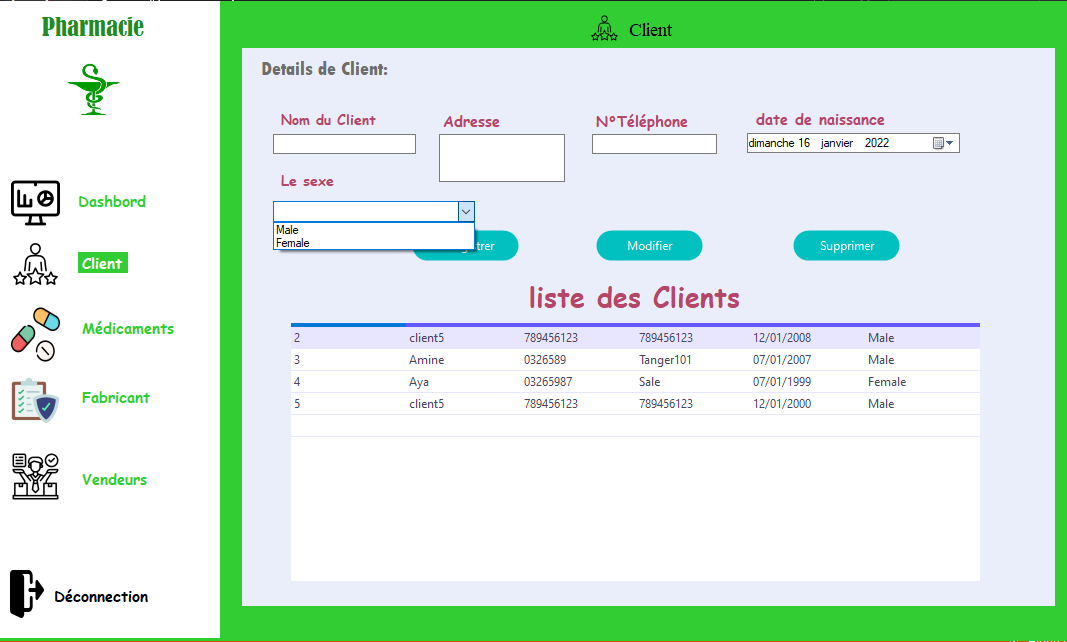 Pharmacie
Client
Details de Client:
Nom du Client
Adresse
N°Téléphone
date de naissance
dimanche 16 janvier 2022
Le sexe
Male
Female
Modifier
Supprimer
Dashbord
Client
Médicaments
Fabricant
Vendeurs
Déconnection
liste des Clients
2 client5 789456123 789456123 12/01/2008 Male
3 Amine 0326589 Tanger101 07/01/2007 Male
4 Aya 03265987 Sale 07/01/1999 Female
5 client5 789456123 789456123 12/01/2000 Male